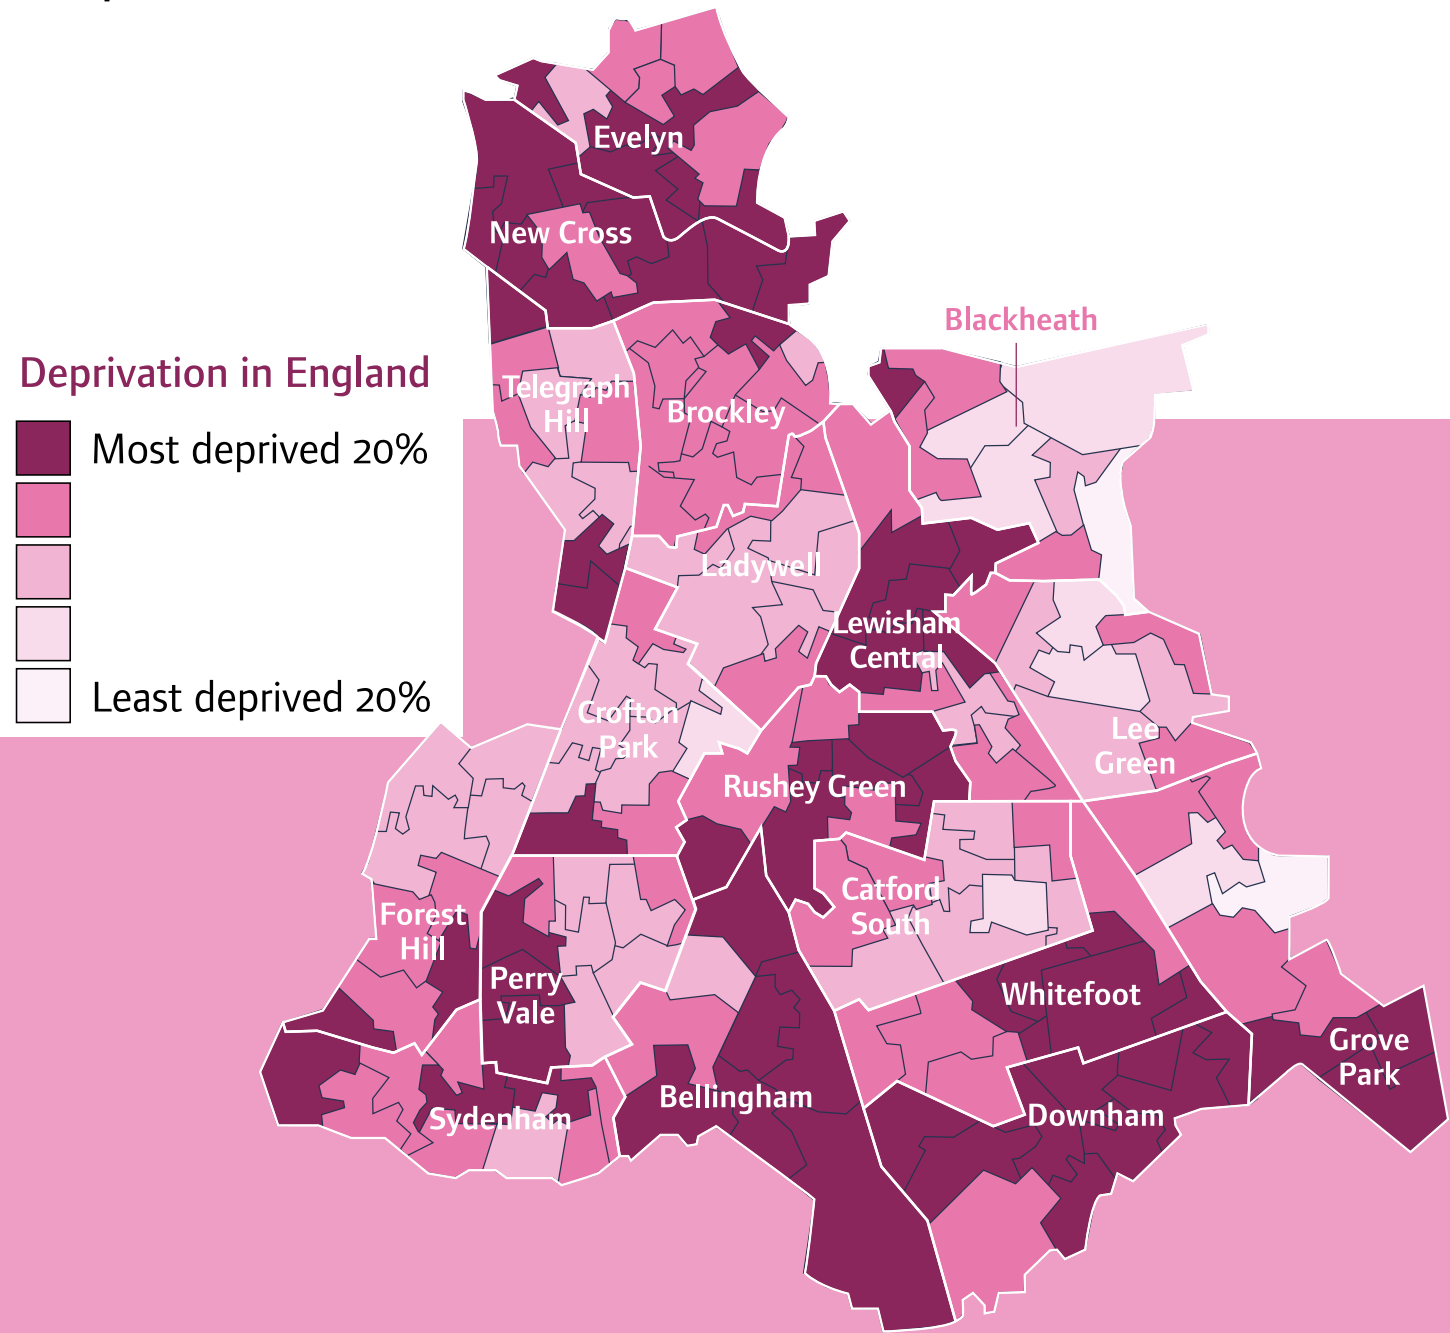 Deprivation in England
Most deprived 20%
Least deprived 20%
Evelyn
New Cross
Blackheath
Telegraph
Hill
Brockley
Ladywell
Lewisham
Central
Crofton
Park
Lee
Green
Rushey Green
Catford
South
Forest
Hill
Perry
Vale
Whitefoot
Grove
Park
Bellingham
Downham
Sydenham